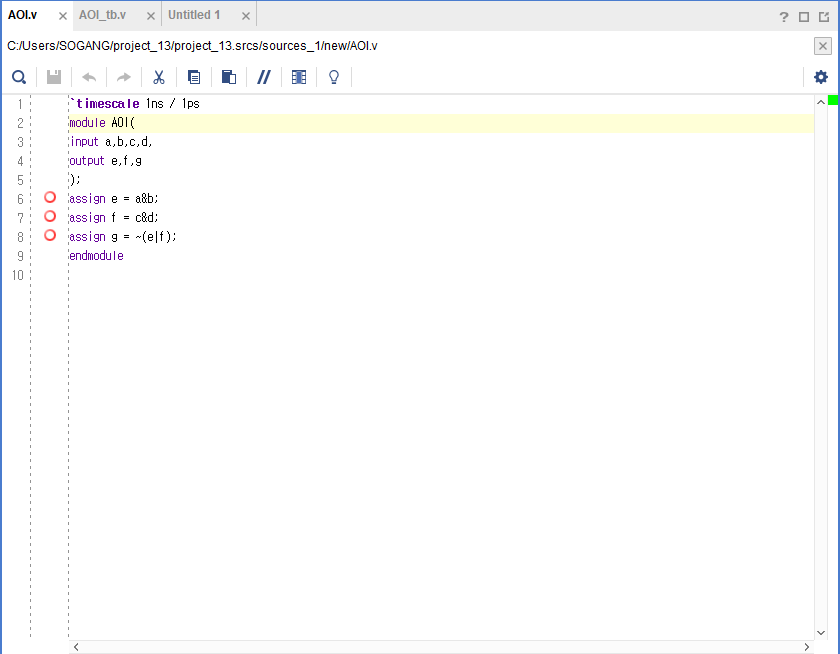 AOI.v AOI_tb.v Untitled 1
C:/Users/SOGANG/project_13/project_13.srcs/sources_1/new/AOI.v
1 `timescale 1ns / 1ps
2 module AOI(
3 input a,b,c,d,
4 output e,f,g
5 );
6 assign e = a&b;
7 assign f = c&d;
8 assign g = ~(e|f);
9 endmodule
10